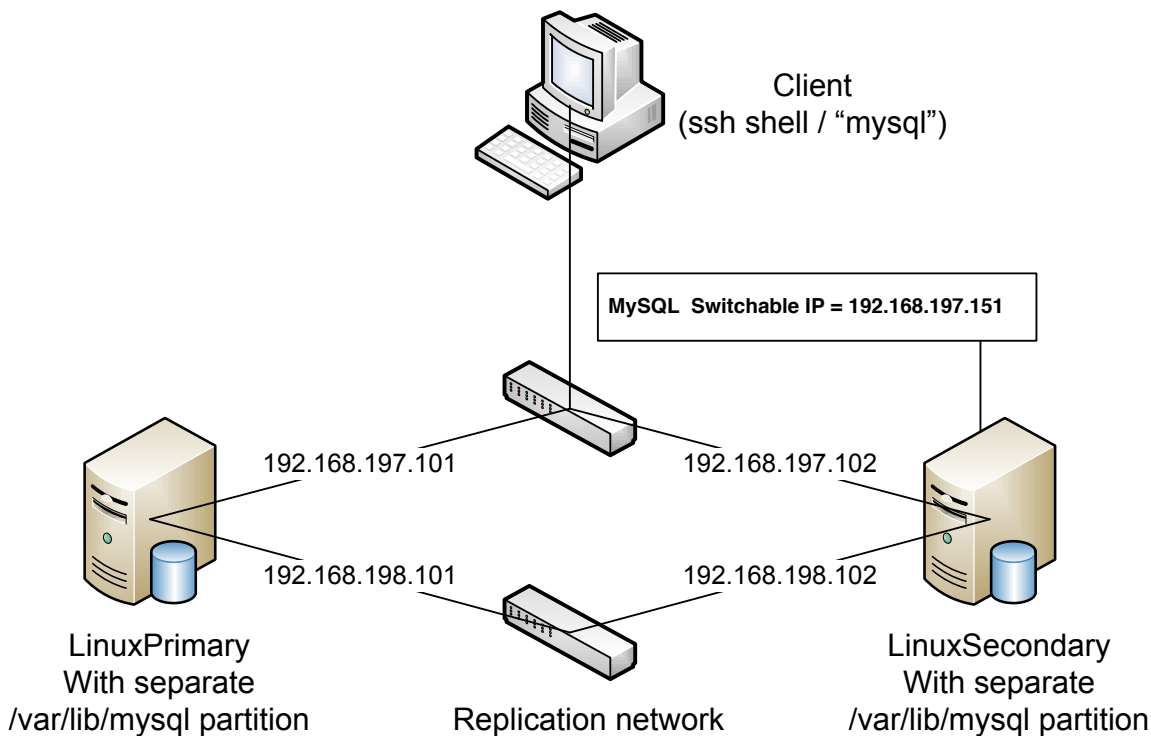 Client
(ssh shell / “mysql”)
MySQL  Switchable IP = 192.168.197.151
192.168.197.101
192.168.197.102
192.168.198.101
192.168.198.102
LinuxPrimary
With separate
/var/lib/mysql partition
Replication network
LinuxSecondary
With separate
/var/lib/mysql partition